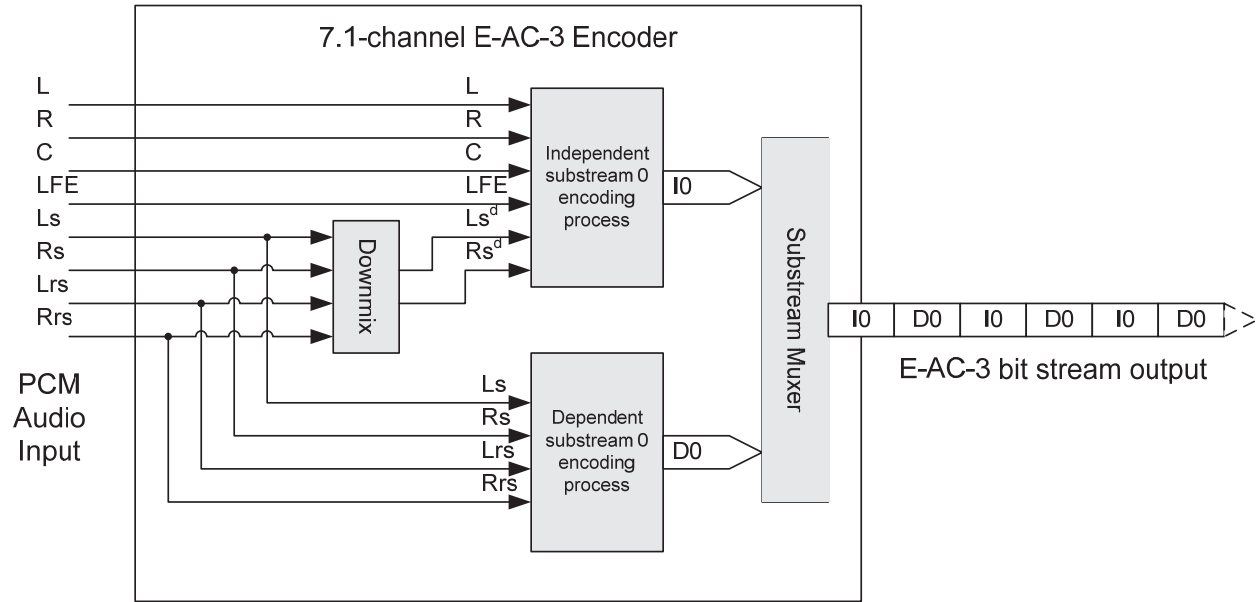 7.1-channel E-AC-3 Encoder
L
R
C
LFE
Ls
Rs
Lrs
Rrs
PCM
Audio
Input
Downmix
L
R
C
LFE
Lsᵈ
Rsᵈ
Independent
substream 0
encoding
process
I0
Ls
Rs
Lrs
Rrs
Dependent
substream 0
encoding
process
D0
Substream Muxer
I0 D0 I0 D0 I0 D0
E-AC-3 bit stream output